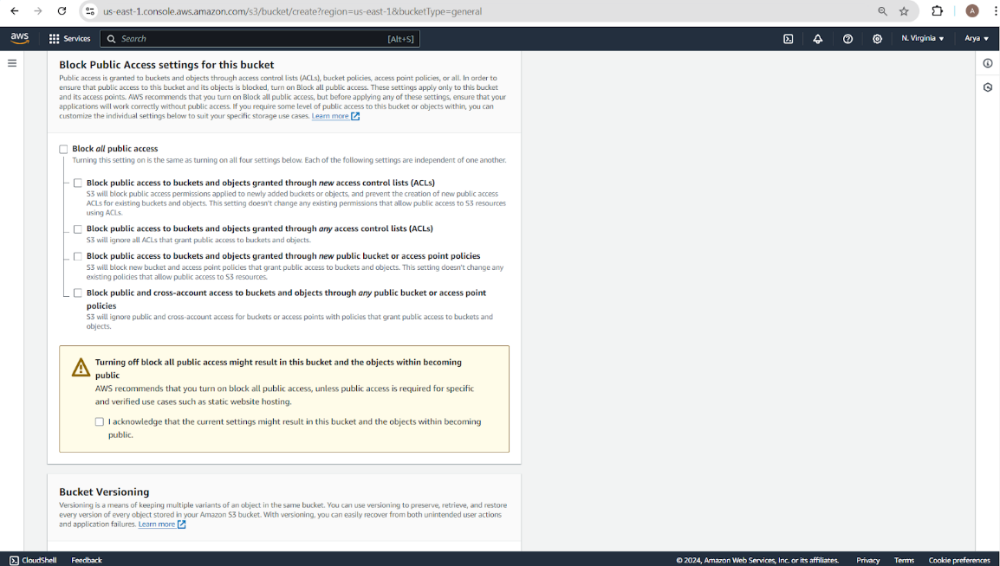 us-east-1.console.aws.amazon.com/s3/bucket/create?region=us-east-1&bucketType=general
A
aws
Services
Search
[Alt+S]
N. Virginia
Arya
Block Public Access settings for this bucket
Public access is granted to buckets and objects through access control lists (ACLs), bucket policies, access point policies, or all. In order to
ensure that public access to this bucket and its objects is blocked, turn on Block all public access. These settings apply only to this bucket
and its access points. AWS recommends that you turn on Block all public access, but before applying any of these settings, ensure that your
applications will work correctly without public access. If you require some level of public access to this bucket or objects within, you can
customize the individual settings below to suit your specific storage use cases. Learn more
Block all public access
Turning this setting on is the same as turning on all four settings below. Each of the following settings are independent of one another.
Block public access to buckets and objects granted through new access control lists (ACLs)
S3 will block public access permissions applied to newly added buckets or objects, and prevent the creation of new public access
ACLs for existing buckets and objects. This setting doesn't change any existing permissions that allow public access to S3 resources
using ACLs.
Block public access to buckets and objects granted through any access control lists (ACLs)
S3 will ignore all ACLs that grant public access to buckets and objects.
Block public access to buckets and objects granted through new public bucket or access point policies
S3 will block new bucket and access point policies that grant public access to buckets and objects. This setting doesn't change any
existing policies that allow public access to S3 resources.
Block public and cross-account access to buckets and objects through any public bucket or access point
policies
S3 will ignore public and cross-account access for buckets or access points with policies that grant public access to buckets and
objects.
Turning off block all public access might result in this bucket and the objects within becoming
public
AWS recommends that you turn on block all public access, unless public access is required for specific
and verified use cases such as static website hosting.
I acknowledge that the current settings might result in this bucket and the objects within becoming
public.
Bucket Versioning
Versioning is a means of keeping multiple variants of an object in the same bucket. You can use versioning to preserve, retrieve, and restore
every version of every object stored in your Amazon S3 bucket. With versioning, you can easily recover from both unintended user actions
and application failures. Learn more
CloudShell
Feedback
© 2024, Amazon Web Services, Inc. or its affiliates.
Privacy
Terms
Cookie preferences